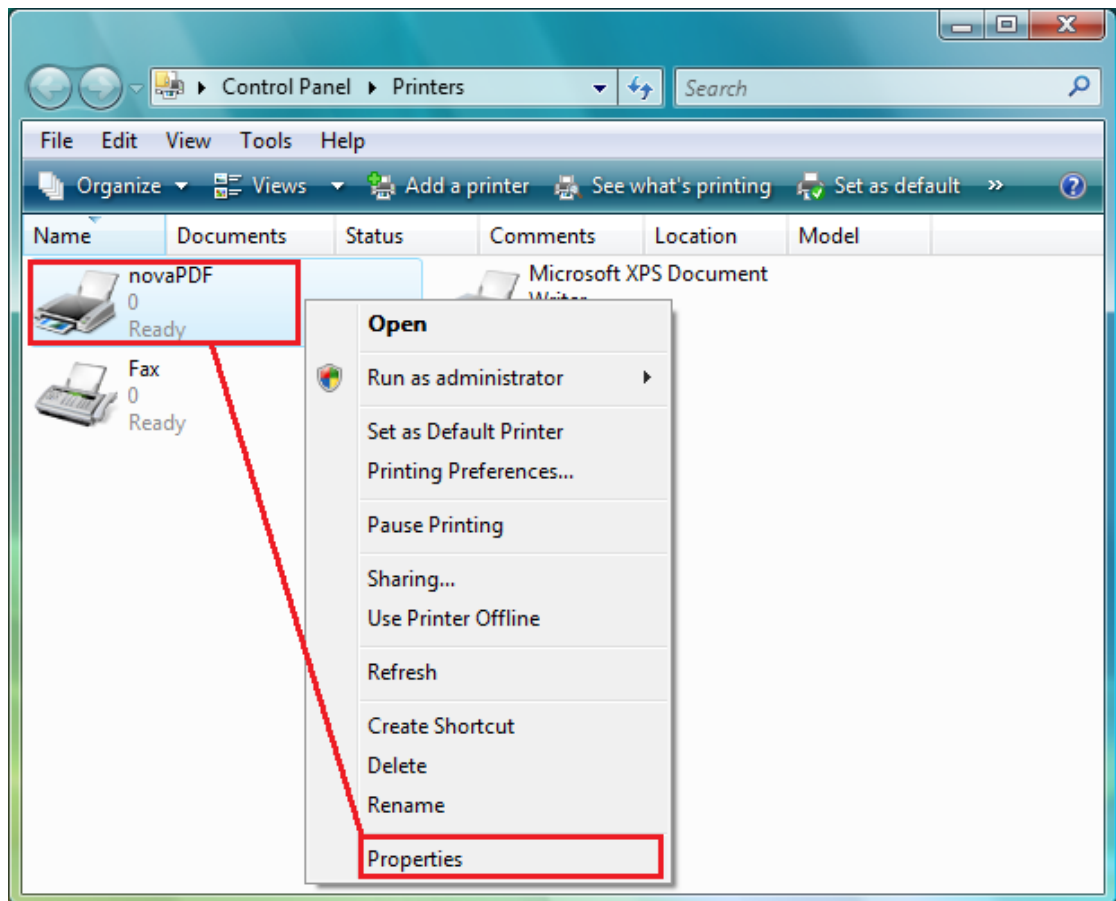 Control Panel Printers Search
File Edit View Tools Help
Organize Views Add a printer See what's printing Set as default »
Name Documents Status Comments Location Model
novaPDF
0
Ready
Microsoft XPS Document
Writer
Fax
0
Ready
Open
Run as administrator
Set as Default Printer
Printing Preferences...
Pause Printing
Sharing...
Use Printer Offline
Refresh
Create Shortcut
Delete
Rename
Properties